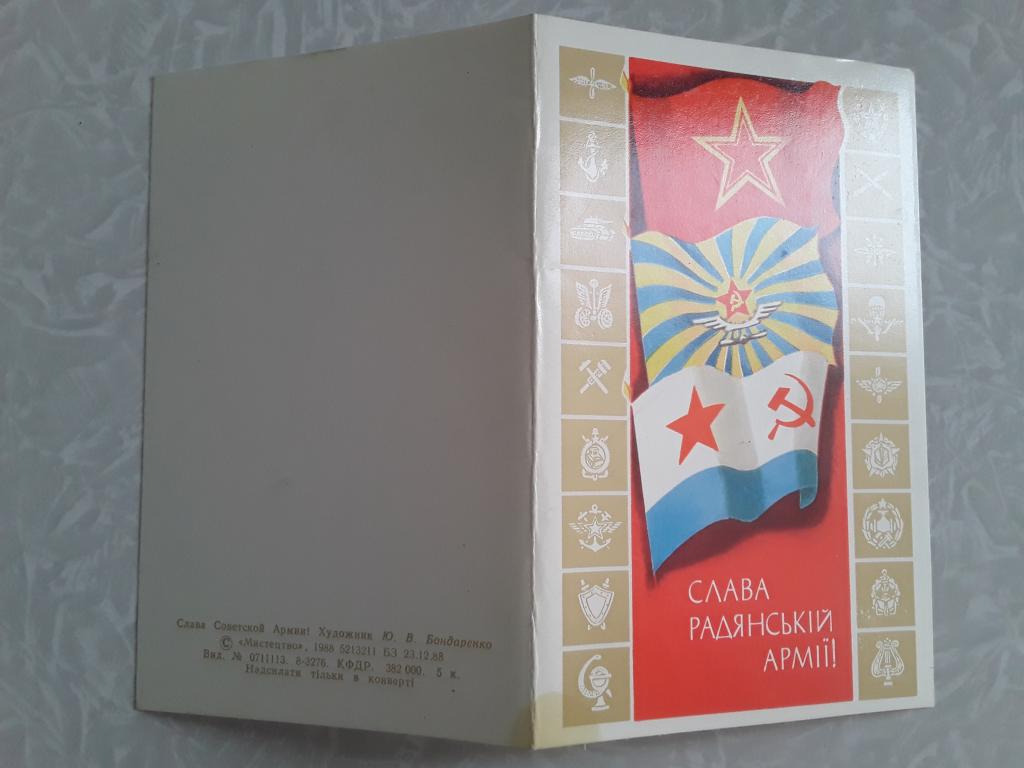 Слава Советской Армии! Художник Ю. В. Бондаренко
© «Мистецтво», 1988 5213211 БЗ 23.12.88
Вид. № 0711113. 8-3276. КФДР. 382 000. 5 к.
Надсилати тільки в конверті
СЛАВА
РАДЯНСЬКІЙ
АРМІЇ!